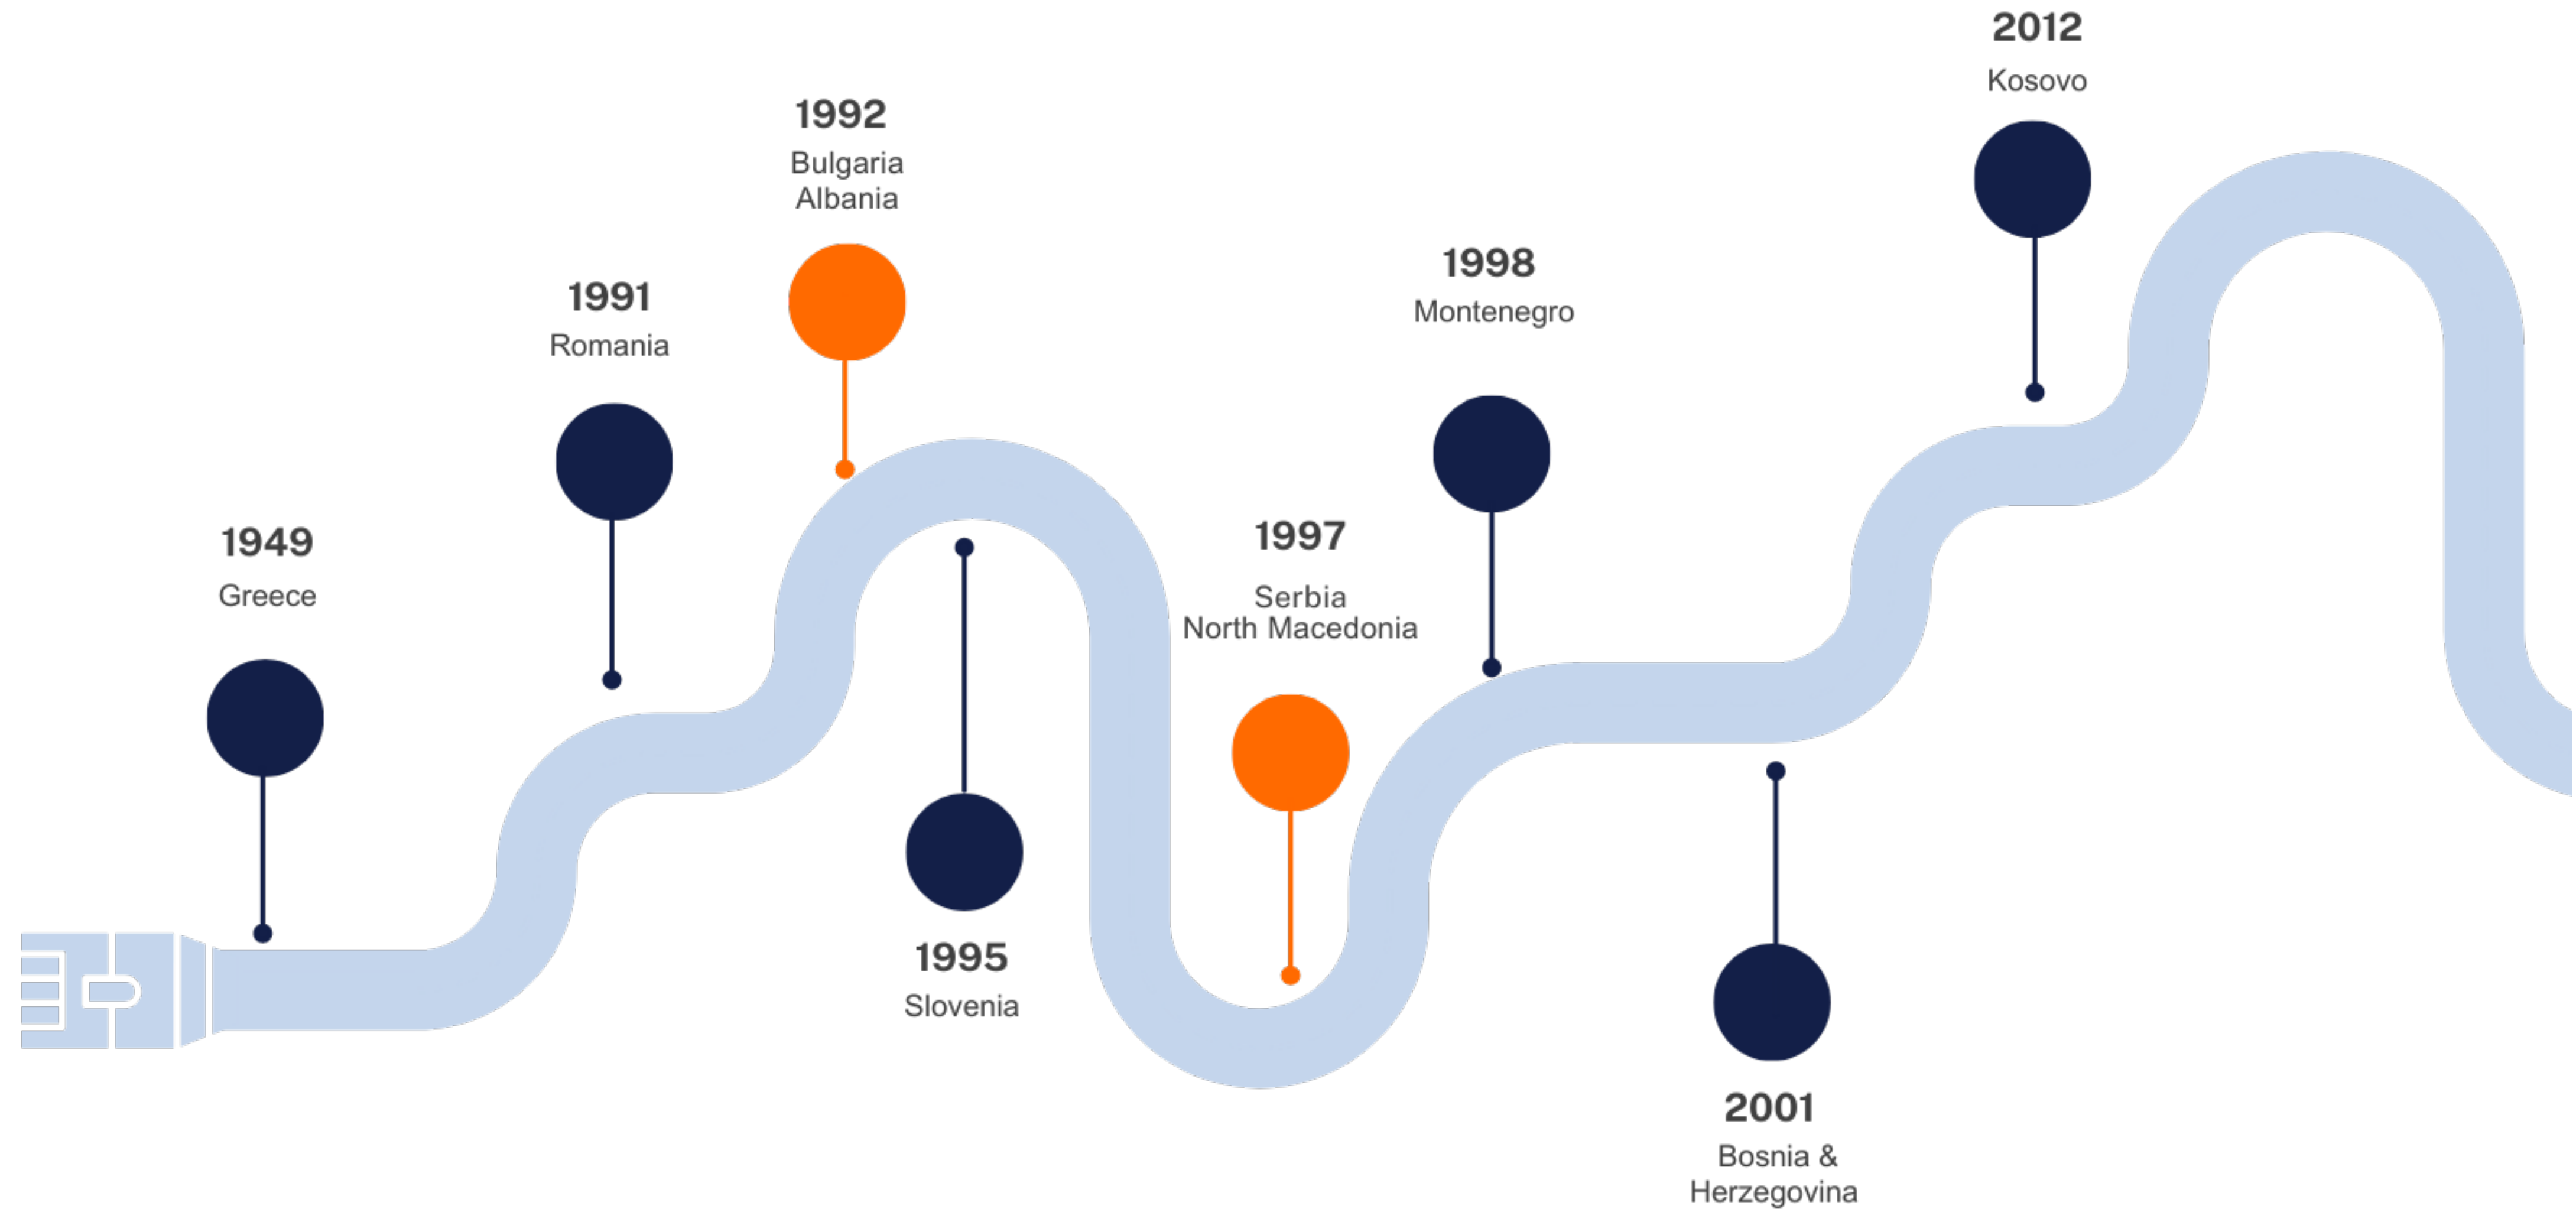 1949
Greece
1991
Romania
1992
Bulgaria
Albania
1995
Slovenia
1997
Serbia
North Macedonia
1998
Montenegro
2001
Bosnia &
Herzegovina
2012
Kosovo